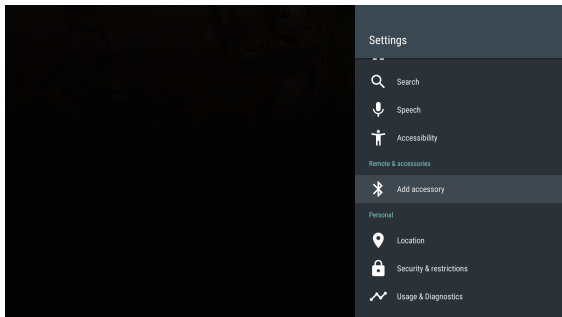 Settings
Search
Speech
Accessibility
Remote & accessories
Add accessory
Personal
Location
Security & restrictions
Usage & Diagnostics